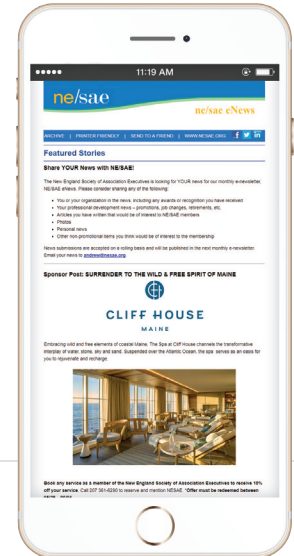 11:19 AM
ne/sae
ne/sae eNews
ARCHIVE | PRINTER FRIENDLY | SEND TO A FRIEND | WWW.NESAE.ORG
Featured Stories
Share YOUR News with NE/SAE!
The New England Society of Association Executives is looking for YOUR news for our monthly e-newsletter,
NE/SAE eNews. Please consider sharing any of the following:
• You or your organization in the news, including any awards or recognition you have received
• Your professional development news – promotions, job changes, retirements, etc.
• Articles you have written that would be of interest to NE/SAE members
• Photos
• Personal news
• Other non-promotional items you think would be of interest to the membership
News submissions are accepted on a rolling basis and will be published in the next monthly e-newsletter.
Email your news to andrew@nesae.org.
Sponsor Post: SURRENDER TO THE WILD & FREE SPIRIT OF MAINE
CLIFF HOUSE
MAINE
Embracing wild and free elements of coastal Maine, The Spa at Cliff House channels the transformative
interplay of water, stone, sky and sand. Suspended over the Atlantic Ocean, the spa serves as an oasis for
you to rejuvenate and recharge.
Book any service as a member of the New England Society of Association Executives to receive 10%
off your service. Call 207 361-6290 to reserve and mention NESAE. *Offer must be redeemed between